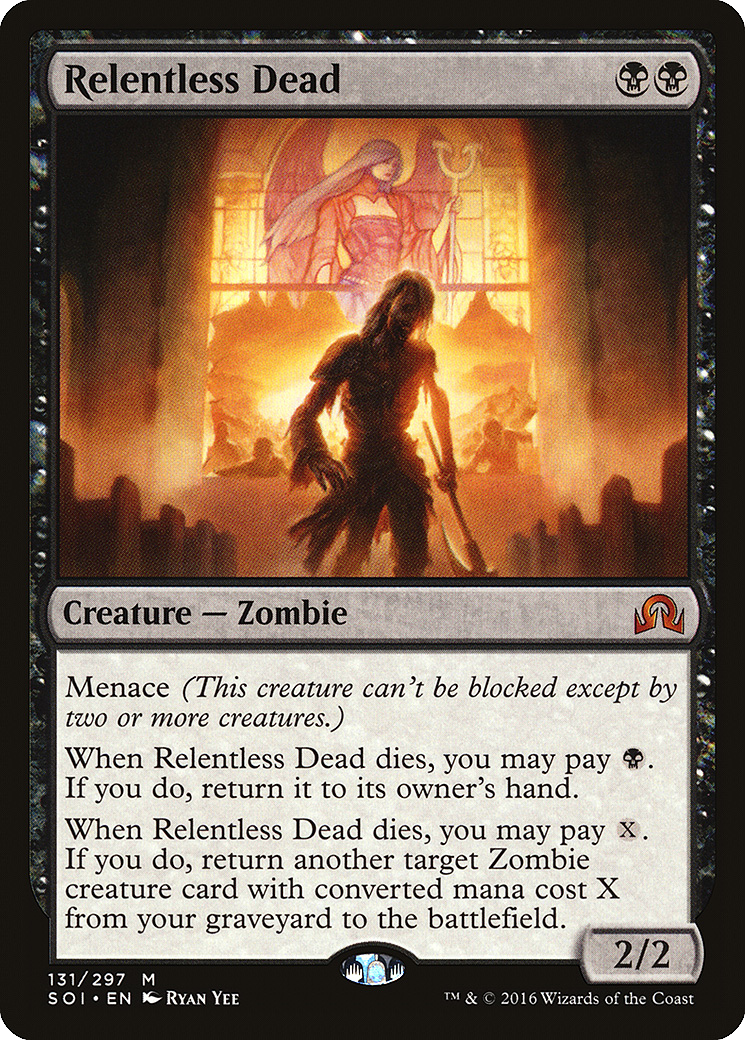 Relentless Dead
Creature — Zombie
Menace (This creature can't be blocked except by
two or more creatures.)
When Relentless Dead dies, you may pay .
If you do, return it to its owner's hand.
When Relentless Dead dies, you may pay X.
If you do, return another target Zombie
creature card with converted mana cost X
from your graveyard to the battlefield.
2/2
131/297 M
SOI • EN Ryan Yee
™ & © 2016 Wizards of the Coast